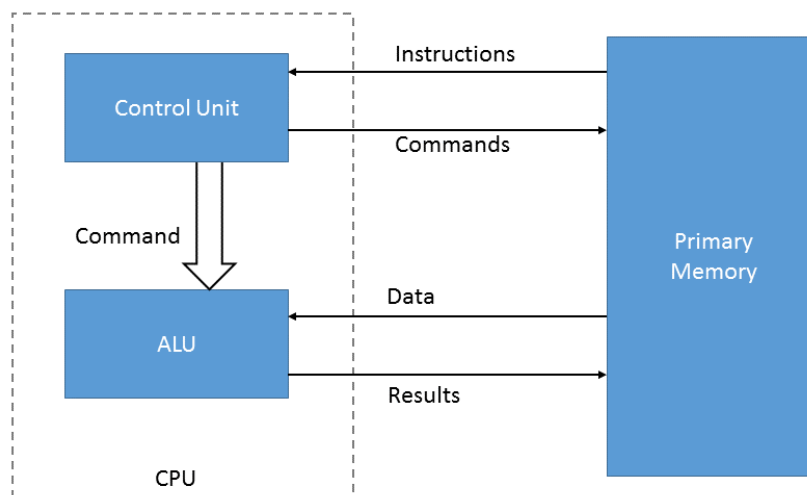 Instructions
Control Unit
Commands
Command
Primary
Memory
Data
ALU
Results
CPU